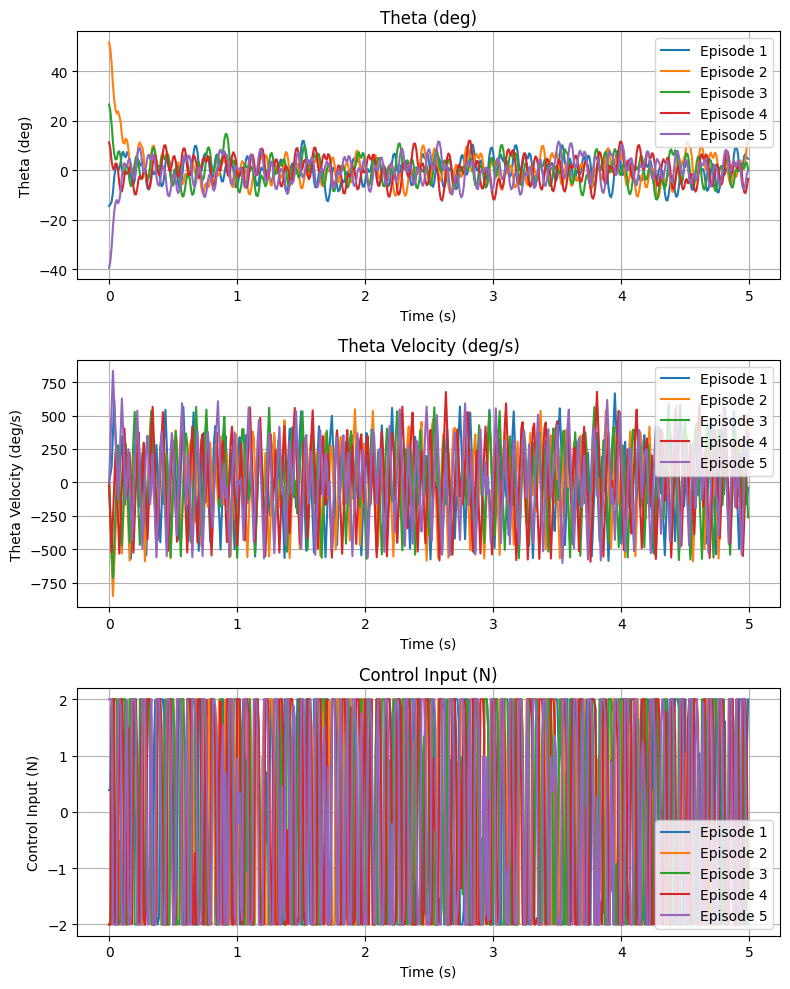 Theta (deg)
Theta (deg)
40
20
0
−20
−40
Episode 1
Episode 2
Episode 3
Episode 4
Episode 5
0 1 2 3 4 5
Time (s)
Theta Velocity (deg/s)
Theta Velocity (deg/s)
750
500
250
0
−250
−500
−750
Episode 1
Episode 2
Episode 3
Episode 4
Episode 5
0 1 2 3 4 5
Time (s)
Control Input (N)
Control Input (N)
2
1
0
−1
−2
Episode 1
Episode 2
Episode 3
Episode 4
Episode 5
0 1 2 3 4 5
Time (s)